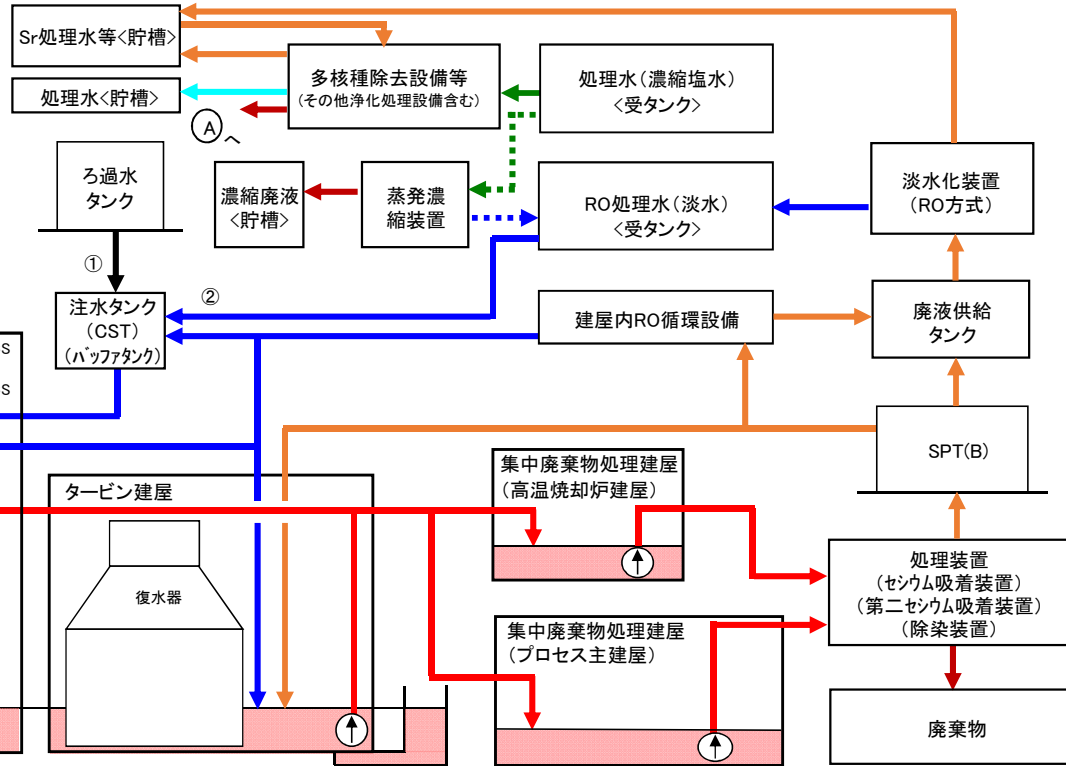 Sr処理水等<貯槽>
処理水<貯槽>
多核種除去設備等
(その他浄化処理設備含む)
処理水(濃縮塩水)
<受タンク>
Aへ
ろ過水
タンク
濃縮廃液
<貯槽>
蒸発濃
縮装置
RO処理水(淡水)
<受タンク>
淡水化装置
(RO方式)
①
②
注水タンク
(CST)
(バッファタンク)
建屋内RO循環設備
廃液供給
タンク
S
S
SPT(B)
タービン建屋
復水器
集中廃棄物処理建屋
(高温焼却炉建屋)
処理装置
(セシウム吸着装置)
(第二セシウム吸着装置)
(除染装置)
集中廃棄物処理建屋
(プロセス主建屋)
廃棄物